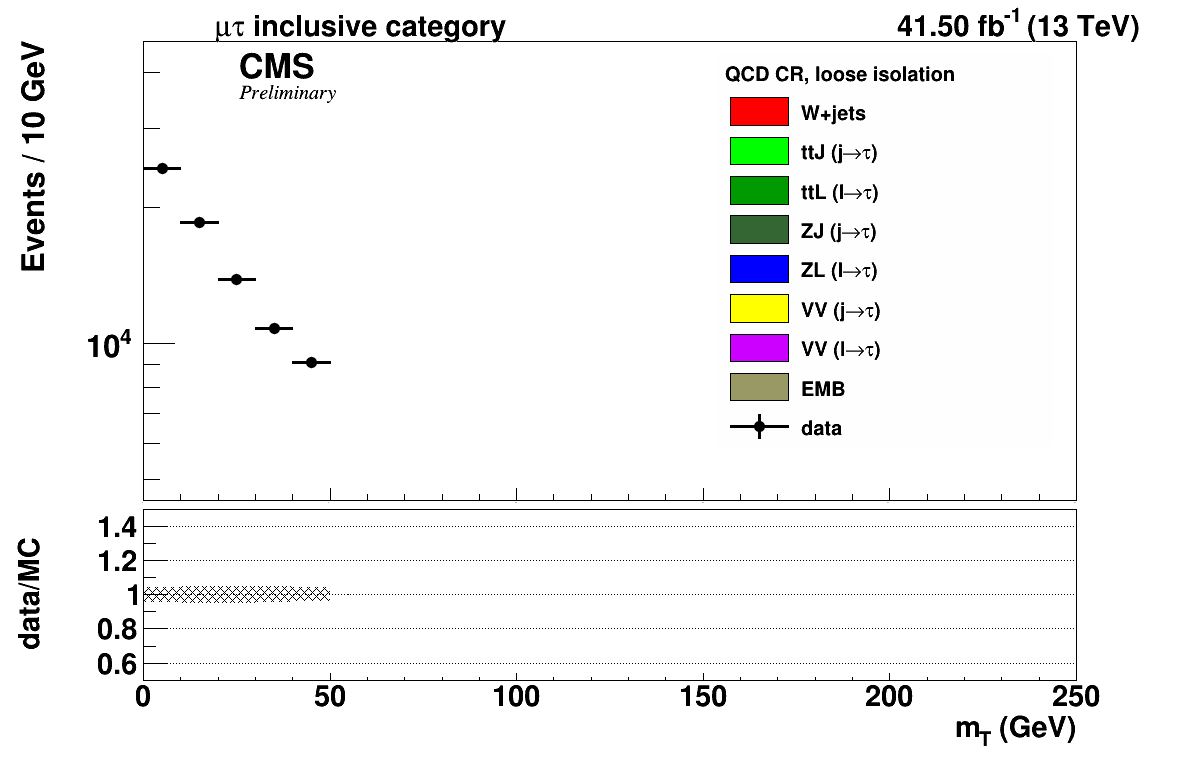 μτ inclusive category
41.50 fb-1 (13 TeV)
Events / 10 GeV
CMS
Preliminary
QCD CR, loose isolation
W+jets
ttJ (j→τ)
ttL (l→τ)
ZJ (j→τ)
ZL (l→τ)
VV (j→τ)
VV (l→τ)
EMB
data
10^4
data/MC
1.4
1.2
1
0.8
0.6
0 50 100 150 200 250
m_T (GeV)